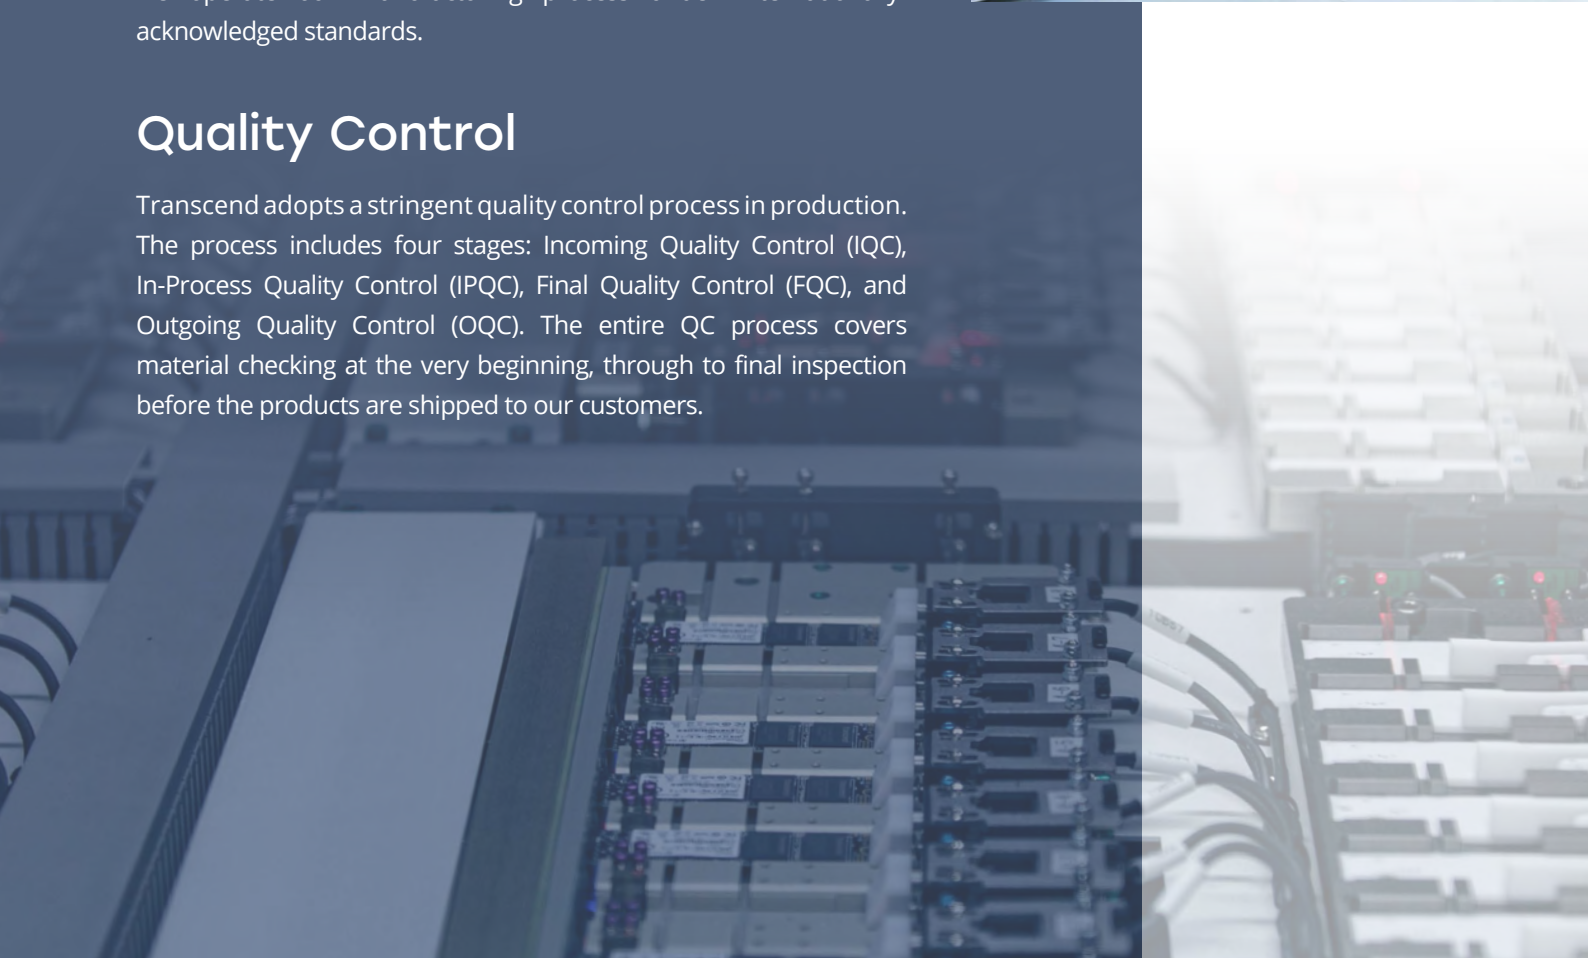 acknowledged standards.
Quality Control
Transcend adopts a stringent quality control process in production.
The process includes four stages: Incoming Quality Control (IQC),
In-Process Quality Control (IPQC), Final Quality Control (FQC), and
Outgoing Quality Control (OQC). The entire QC process covers
material checking at the very beginning, through to final inspection
before the products are shipped to our customers.